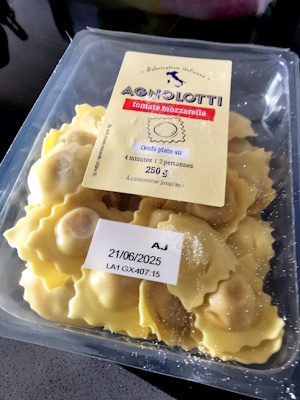 Fabrication italienne
AGNOLOTTI
tomate mozzarella
Œufs plein air
4 minutes | 2 personnes
250 g
À consommer jusqu'au :
AJ
21/06/2025
LA1 GX407:15